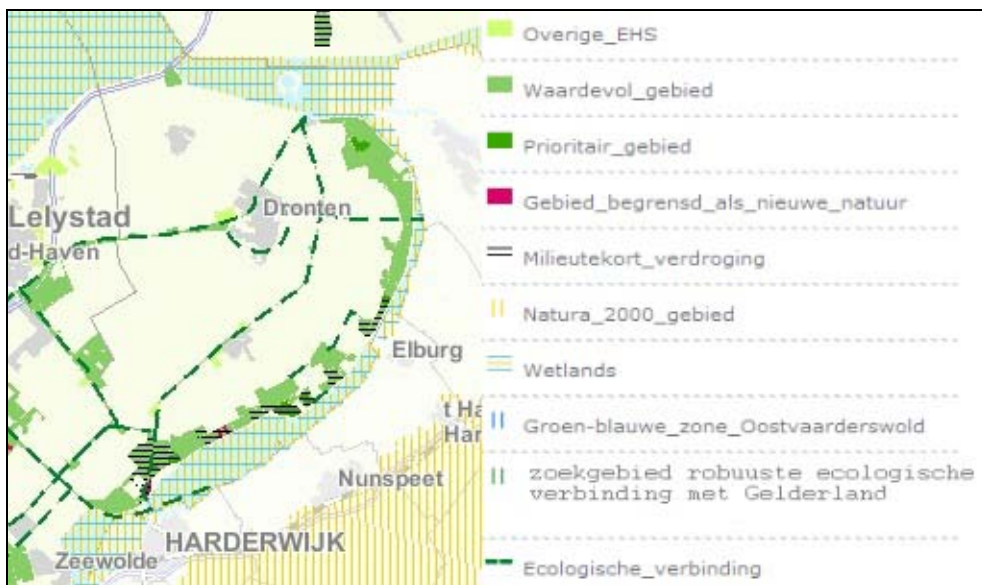 Lelystad
d-Haven
Dronten
Elburg
t Ha
Har
Nunspeet
HARDERWIJK
Zeewolde
Overige_EHS
Waardevol_gebied
Prioritair_gebied
Gebied_begrensd_als_nieuwe_natuur
Milieutekort_verdroging
Natura_2000_gebied
Wetlands
Groen-blauwe_zone_Oostvaarderswold
zoekgebied robuuste ecologische
verbinding met Gelderland
Ecologische_verbinding